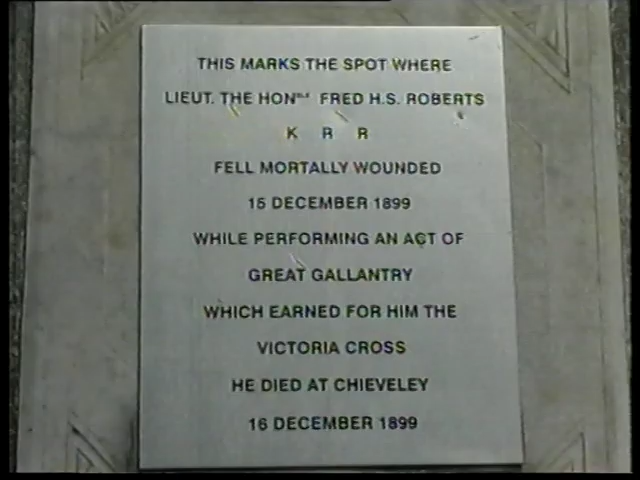 THIS MARKS THE SPOT WHERE
LIEUT. THE HONBLE FRED H.S. ROBERTS
K R R
FELL MORTALLY WOUNDED
15 DECEMBER 1899
WHILE PERFORMING AN ACT OF
GREAT GALLANTRY
WHICH EARNED FOR HIM THE
VICTORIA CROSS
HE DIED AT CHIEVELEY
16 DECEMBER 1899